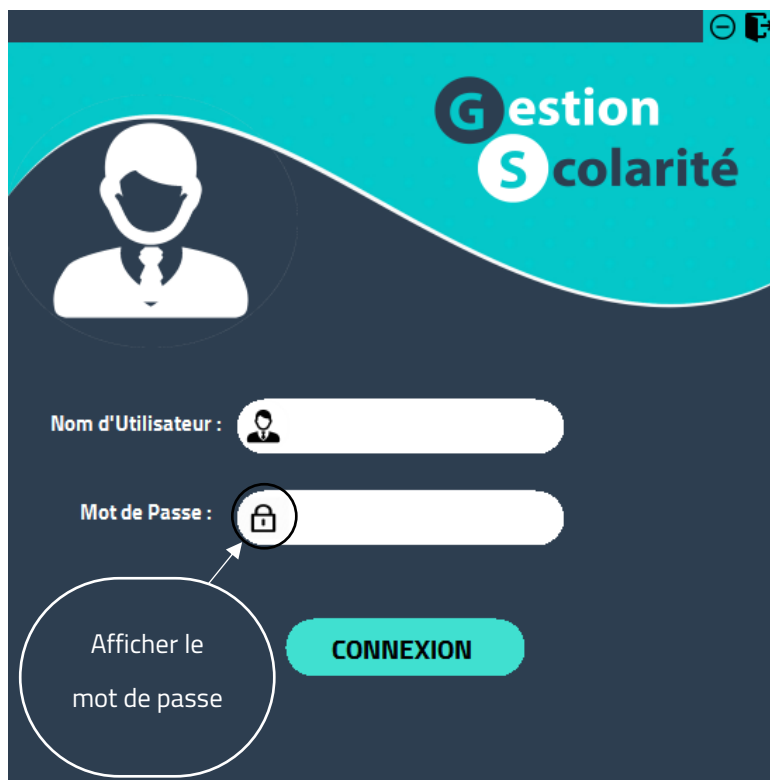 Gestion
Scolarité
Nom d'Utilisateur :
Mot de Passe :
Afficher le
mot de passe
CONNEXION